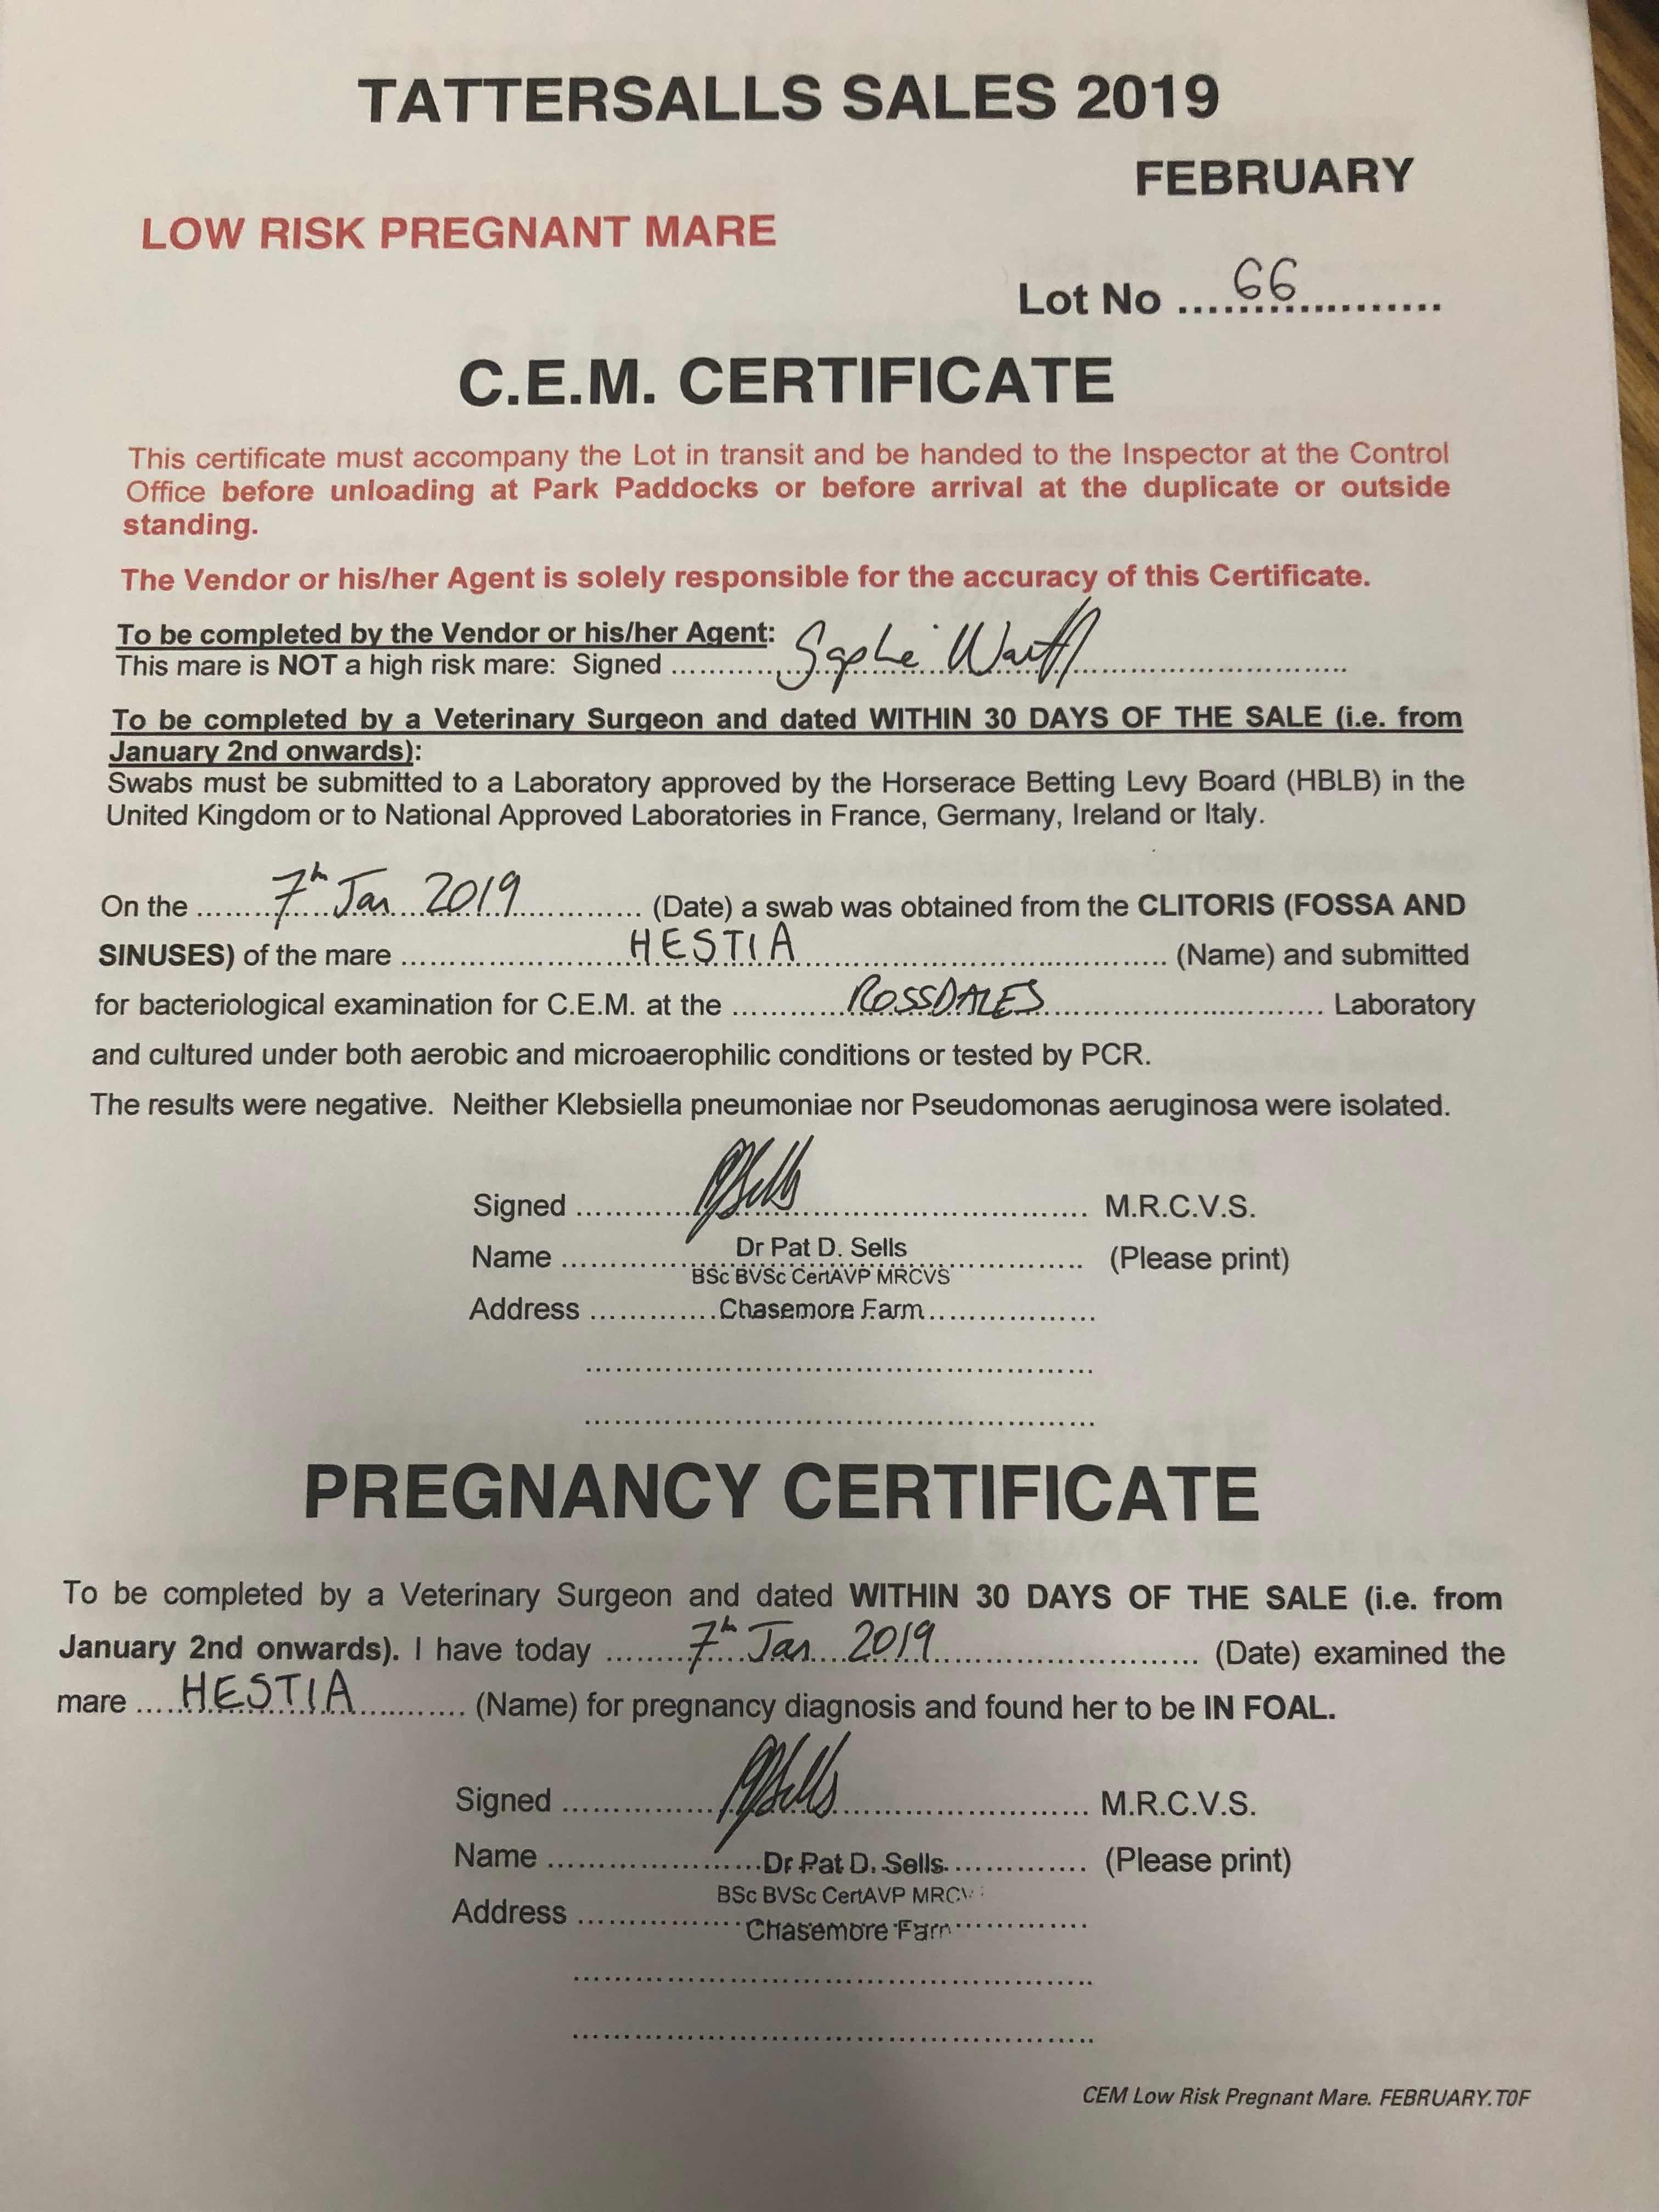 TATTERSALLS SALES 2019
FEBRUARY
LOW RISK PREGNANT MARE
Lot No ....66................
C.E.M. CERTIFICATE
This certificate must accompany the Lot in transit and be handed to the Inspector at the Control
Office before unloading at Park Paddocks or before arrival at the duplicate or outside
standing.
The Vendor or his/her Agent is solely responsible for the accuracy of this Certificate.
To be completed by the Vendor or his/her Agent:
This mare is NOT a high risk mare: Signed ............Sophie....................................
To be completed by a Veterinary Surgeon and dated WITHIN 30 DAYS OF THE SALE (i.e. from
January 2nd onwards):
Swabs must be submitted to a Laboratory approved by the Horserace Betting Levy Board (HBLB) in the
United Kingdom or to National Approved Laboratories in France, Germany, Ireland or Italy.
On the ........7th Jan 2019............. (Date) a swab was obtained from the CLITORIS (FOSSA AND
SINUSES) of the mare ......................HESTIA.................................... (Name) and submitted
for bacteriological examination for C.E.M. at the ...........ROSSDALES........................... Laboratory
and cultured under both aerobic and microaerophilic conditions or tested by PCR.
The results were negative. Neither Klebsiella pneumoniae nor Pseudomonas aeruginosa were isolated.
Signed ............PSells............................. M.R.C.V.S.
Name ................Dr Pat D. Sells................ (Please print)
BSc BVSc CertAVP MRCVS
Address .............Chasemore Farm.................
PREGNANCY CERTIFICATE
To be completed by a Veterinary Surgeon and dated WITHIN 30 DAYS OF THE SALE (i.e. from
January 2nd onwards). I have today ........7th Jan 2019.......................... (Date) examined the
mare ....HESTIA........... (Name) for pregnancy diagnosis and found her to be IN FOAL.
Signed ...............PSells......................... M.R.C.V.S.
Name ......................Dr Pat D. Sells.............. (Please print)
BSc BVSc CertAVP MRCV
Address .................Chasemore Farm.............
CEM Low Risk Pregnant Mare. FEBRUARY.TOF